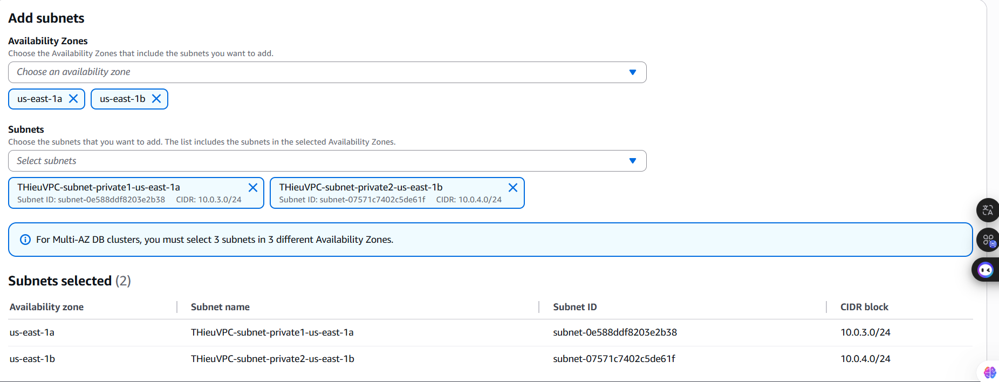 Add subnets
Availability Zones
Choose the Availability Zones that include the subnets you want to add.
Choose an availability zone
us-east-1a
us-east-1b
Subnets
Choose the subnets that you want to add. The list includes the subnets in the selected Availability Zones.
Select subnets
THieuVPC-subnet-private1-us-east-1a
Subnet ID: subnet-0e588ddf8203e2b38 CIDR: 10.0.3.0/24
THieuVPC-subnet-private2-us-east-1b
Subnet ID: subnet-07571c7402c5de61f CIDR: 10.0.4.0/24
For Multi-AZ DB clusters, you must select 3 subnets in 3 different Availability Zones.
Subnets selected (2)
Availability zone Subnet name Subnet ID CIDR block
us-east-1a THieuVPC-subnet-private1-us-east-1a subnet-0e588ddf8203e2b38 10.0.3.0/24
us-east-1b THieuVPC-subnet-private2-us-east-1b subnet-07571c7402c5de61f 10.0.4.0/24